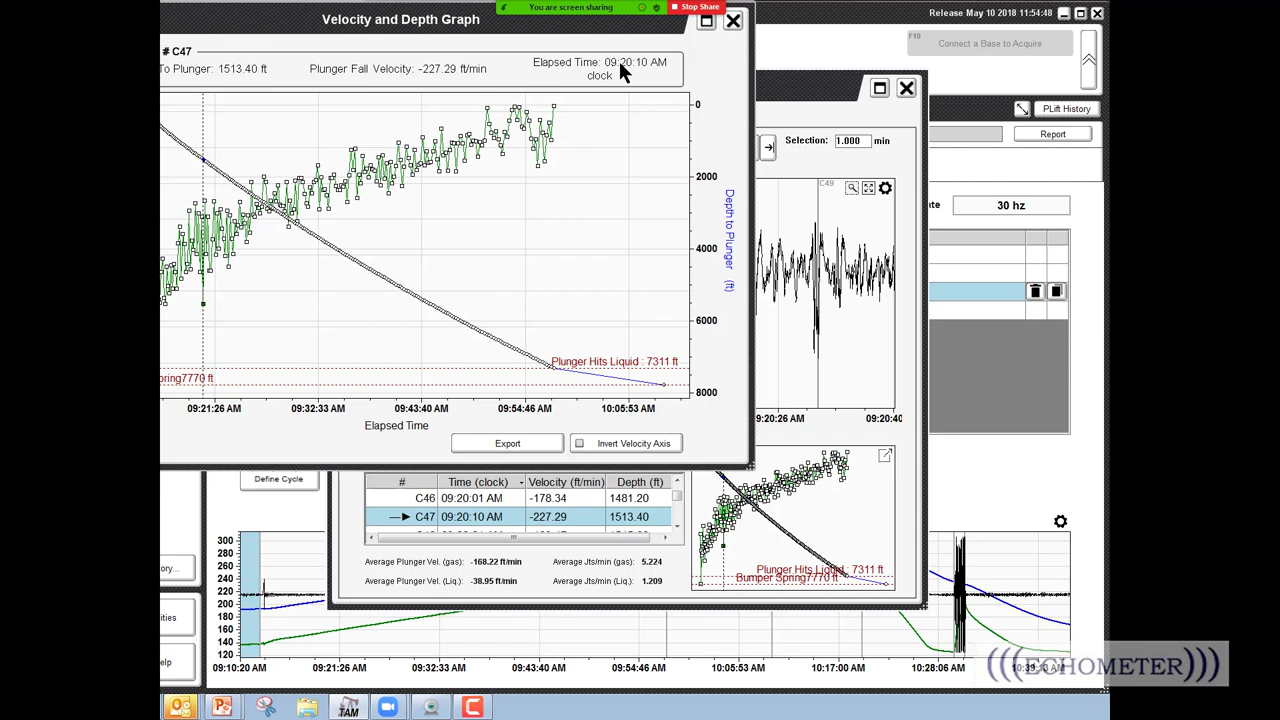 You are screen sharing
Stop Share
Velocity and Depth Graph
Release May 10 2018 11:54:48
# C47
To Plunger: 1513.40 ft
Plunger Fall Velocity: -227.29 ft/min
Elapsed Time: 09:20:10 AM
clock
F10
Connect a Base to Acquire
PLift History
Report
Selection: 1.000 min
C49
30 hz
0
2000
4000
6000
8000
Depth to Plunger (ft)
Plunger Hits Liquid : 7311 ft
7770 ft
09:21:26 AM
09:32:33 AM
09:43:40 AM
09:54:46 AM
10:05:53 AM
Elapsed Time
Export
Invert Velocity Axis
09:20:26 AM
09:20:40
Define Cycle
# Time (clock) Velocity (ft/min) Depth (ft)
C46 09:20:01 AM -178.34 1481.20
C47 09:20:10 AM -227.29 1513.40
Average Plunger Vel. (gas): -168.22 ft/min
Average Jts/min (gas): 5.224
Average Plunger Vel. (Liq.): -38.95 ft/min
Average Jts/min (Liq.): 1.209
Plunger Hits Liquid : 7311 ft
Bumper Spring7770 ft
300
280
260
240
220
200
180
160
140
120
09:10:20 AM
09:21:26 AM
09:32:33 AM
09:43:40 AM
09:54:46 AM
10:05:53 AM
10:17:00 AM
10:28:06 AM
10:39:13 AM
ECHOMETER
TAM